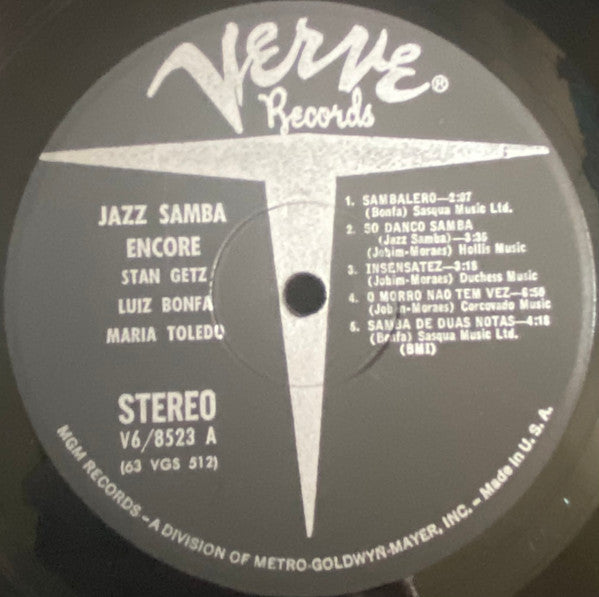 Verve®
Records
JAZZ SAMBA
ENCORE
STAN GETZ
LUIZ BONFA
MARIA TOLEDO
STEREO
V6/8523 A
(63 VGS 512)
1. SAMBALERO—2:07
(Bonfa) Sasqua Music Ltd.
2. SO DANCO SAMBA
(Jazz Samba)—3:35
(Jobim-Moraes) Hollis Music
3. INSENSATEZ—3:18
(Jobim-Moraes) Duchess Music
4. O MORRO NAO TEM VEZ—6:50
(Jobim-Moraes) Corcovado Music
5. SAMBA DE DUAS NOTAS—4:18
(Bonfa) Sasqua Music Ltd.
(BMI)
MGM RECORDS – A DIVISION OF METRO-GOLDWYN-MAYER, INC. – Made in U. S. A.